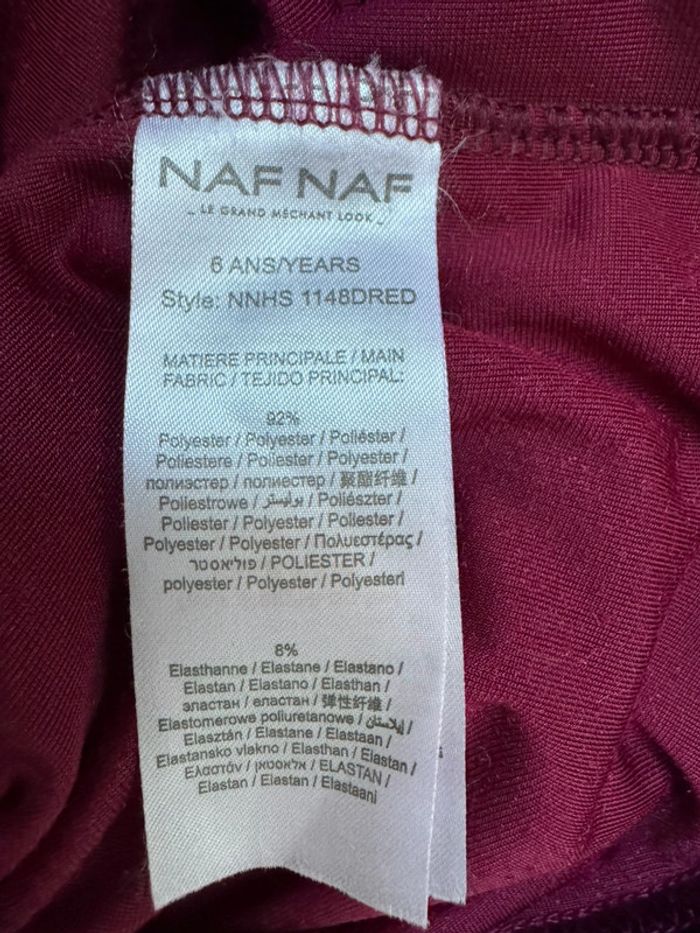 NAF NAF
_ LE GRAND MÉCHANT LOOK _
6 ANS/YEARS
Style: NNHS 1148DRED
MATIERE PRINCIPALE / MAIN
FABRIC / TEJIDO PRINCIPAL:
92%
Polyester / Polyester / Poliéster /
Poliestere / Poliester / Polyester /
полиэстер / полиестер / 聚酯纤维 /
Poliestrowe / بوليستر / Poliészter /
Poliester / Polyester / Poliester /
Polyester / Polyester / Πολυεστέρας /
פוליאסטר / POLIESTER /
polyester / Polyester / Polyesteri
8%
Elasthanne / Elastane / Elastano /
Elastan / Elastano / Elasthan /
эластан / еластан / 弹性纤维 /
Elastomerowe poliuretanowe / إيلاستان /
Elasztán / Elastane / Elastaan /
Elastansko vlakno / Elasthan / Elastan /
Ελαστάν / אלאסטאן / ELASTAN /
Elastan / Elastan / Elastaani